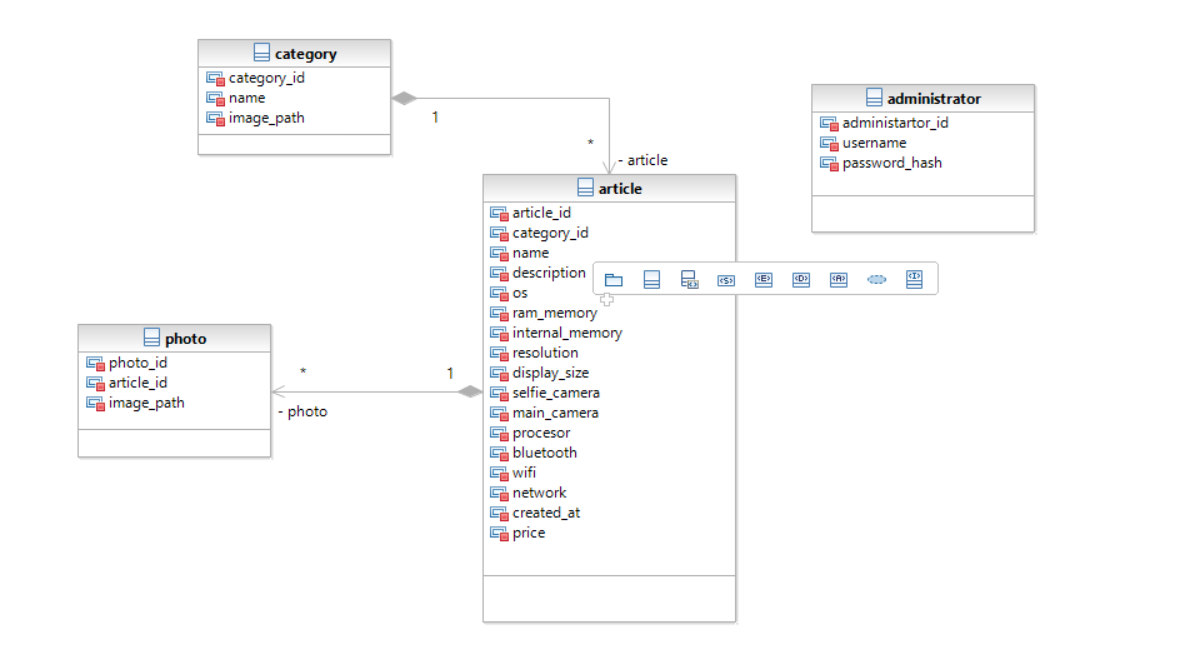 category
category_id
name
image_path
1
*
- article
administrator
administartor_id
username
password_hash
article
article_id
category_id
name
description
os
ram_memory
internal_memory
resolution
display_size
selfie_camera
main_camera
procesor
bluetooth
wifi
network
created_at
price
<S>
<E>
<D>
<A>
<I>
photo
photo_id
article_id
image_path
*
1
- photo